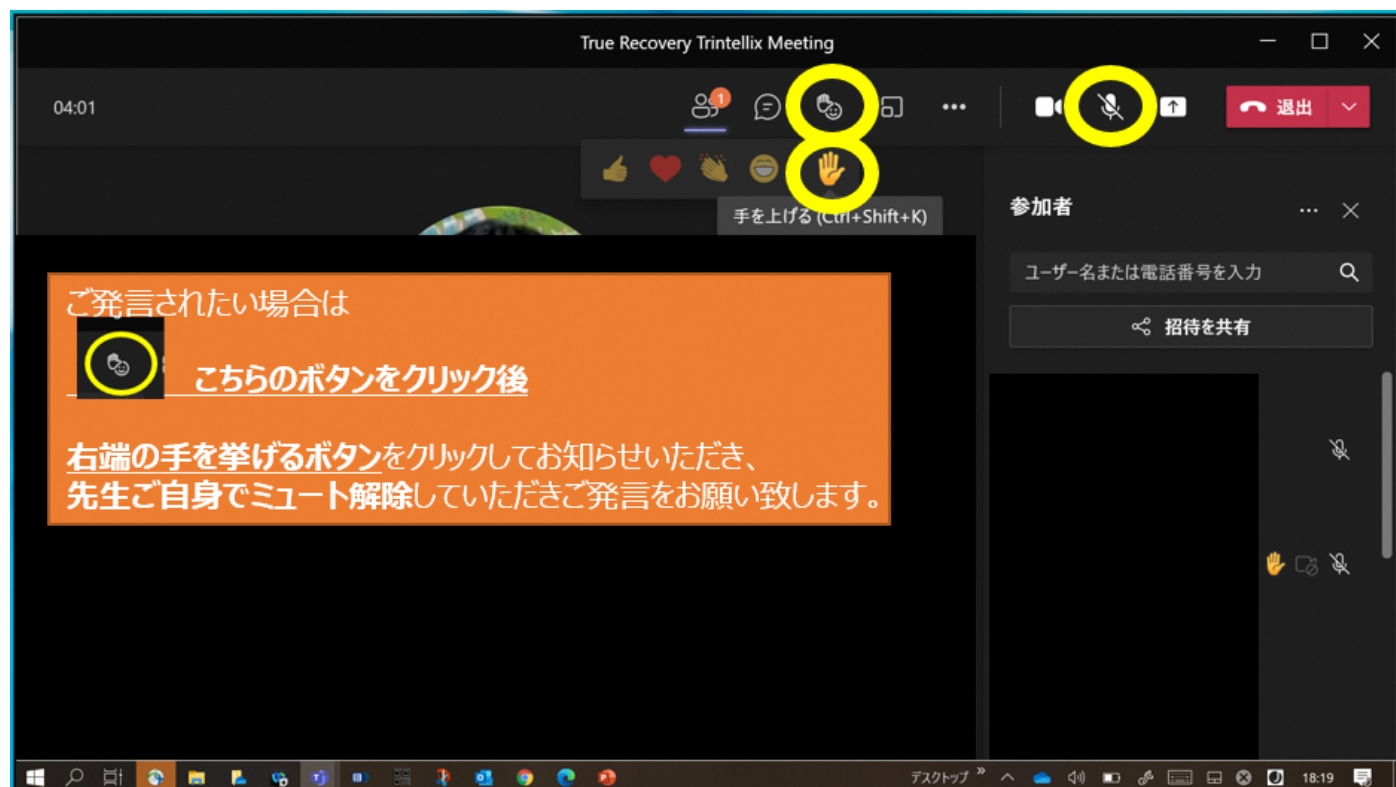 True Recovery Trintellix Meeting
04:01
1
退出
手を上げる (Ctrl+Shift+K)
参加者
ユーザー名または電話番号を入力
招待を共有
ご発言されたい場合は
こちらのボタンをクリック後
右端の手を挙げるボタンをクリックしてお知らせいただき、
先生ご自身でミュート解除していただきご発言をお願い致します。
デスクトップ
18:19